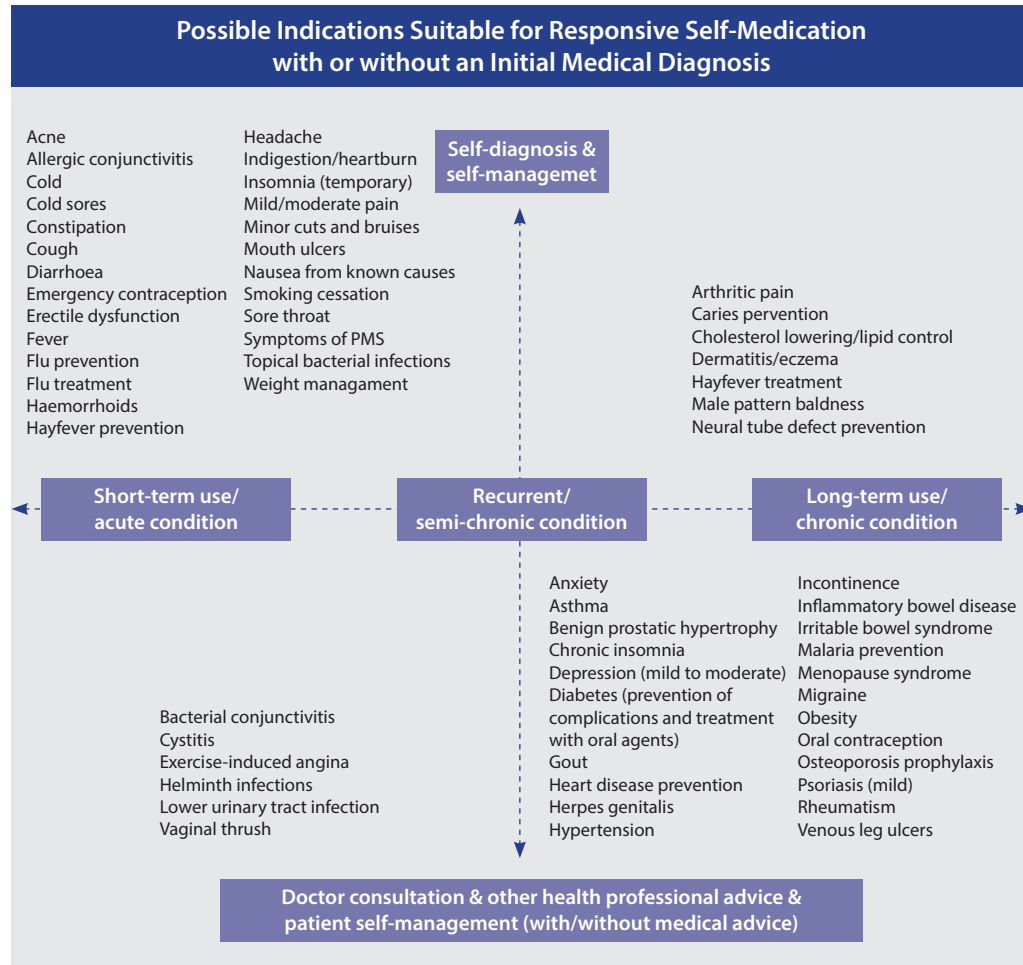 Possible Indications Suitable for Responsive Self-Medication
with or without an Initial Medical Diagnosis
Acne
Allergic conjunctivitis
Cold
Cold sores
Constipation
Cough
Diarrhoea
Emergency contraception
Erectile dysfunction
Fever
Flu prevention
Flu treatment
Haemorrhoids
Hayfever prevention
Headache
Indigestion/heartburn
Insomnia (temporary)
Mild/moderate pain
Minor cuts and bruises
Mouth ulcers
Nausea from known causes
Smoking cessation
Sore throat
Symptoms of PMS
Topical bacterial infections
Weight managament
Self-diagnosis &
self-managemet
Arthritic pain
Caries pervention
Cholesterol lowering/lipid control
Dermatitis/eczema
Hayfever treatment
Male pattern baldness
Neural tube defect prevention
Short-term use/
acute condition
Recurrent/
semi-chronic condition
Long-term use/
chronic condition
Bacterial conjunctivitis
Cystitis
Exercise-induced angina
Helminth infections
Lower urinary tract infection
Vaginal thrush
Anxiety
Asthma
Benign prostatic hypertrophy
Chronic insomnia
Depression (mild to moderate)
Diabetes (prevention of
complications and treatment
with oral agents)
Gout
Heart disease prevention
Herpes genitalis
Hypertension
Incontinence
Inflammatory bowel disease
Irritable bowel syndrome
Malaria prevention
Menopause syndrome
Migraine
Obesity
Oral contraception
Osteoporosis prophylaxis
Psoriasis (mild)
Rheumatism
Venous leg ulcers
Doctor consultation & other health professional advice &
patient self-management (with/without medical advice)